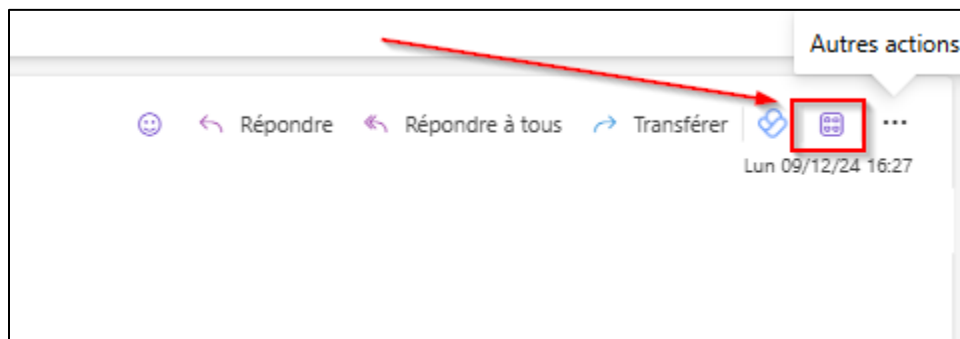 Autres actions
Répondre Répondre à tous Transférer
Lun 09/12/24 16:27